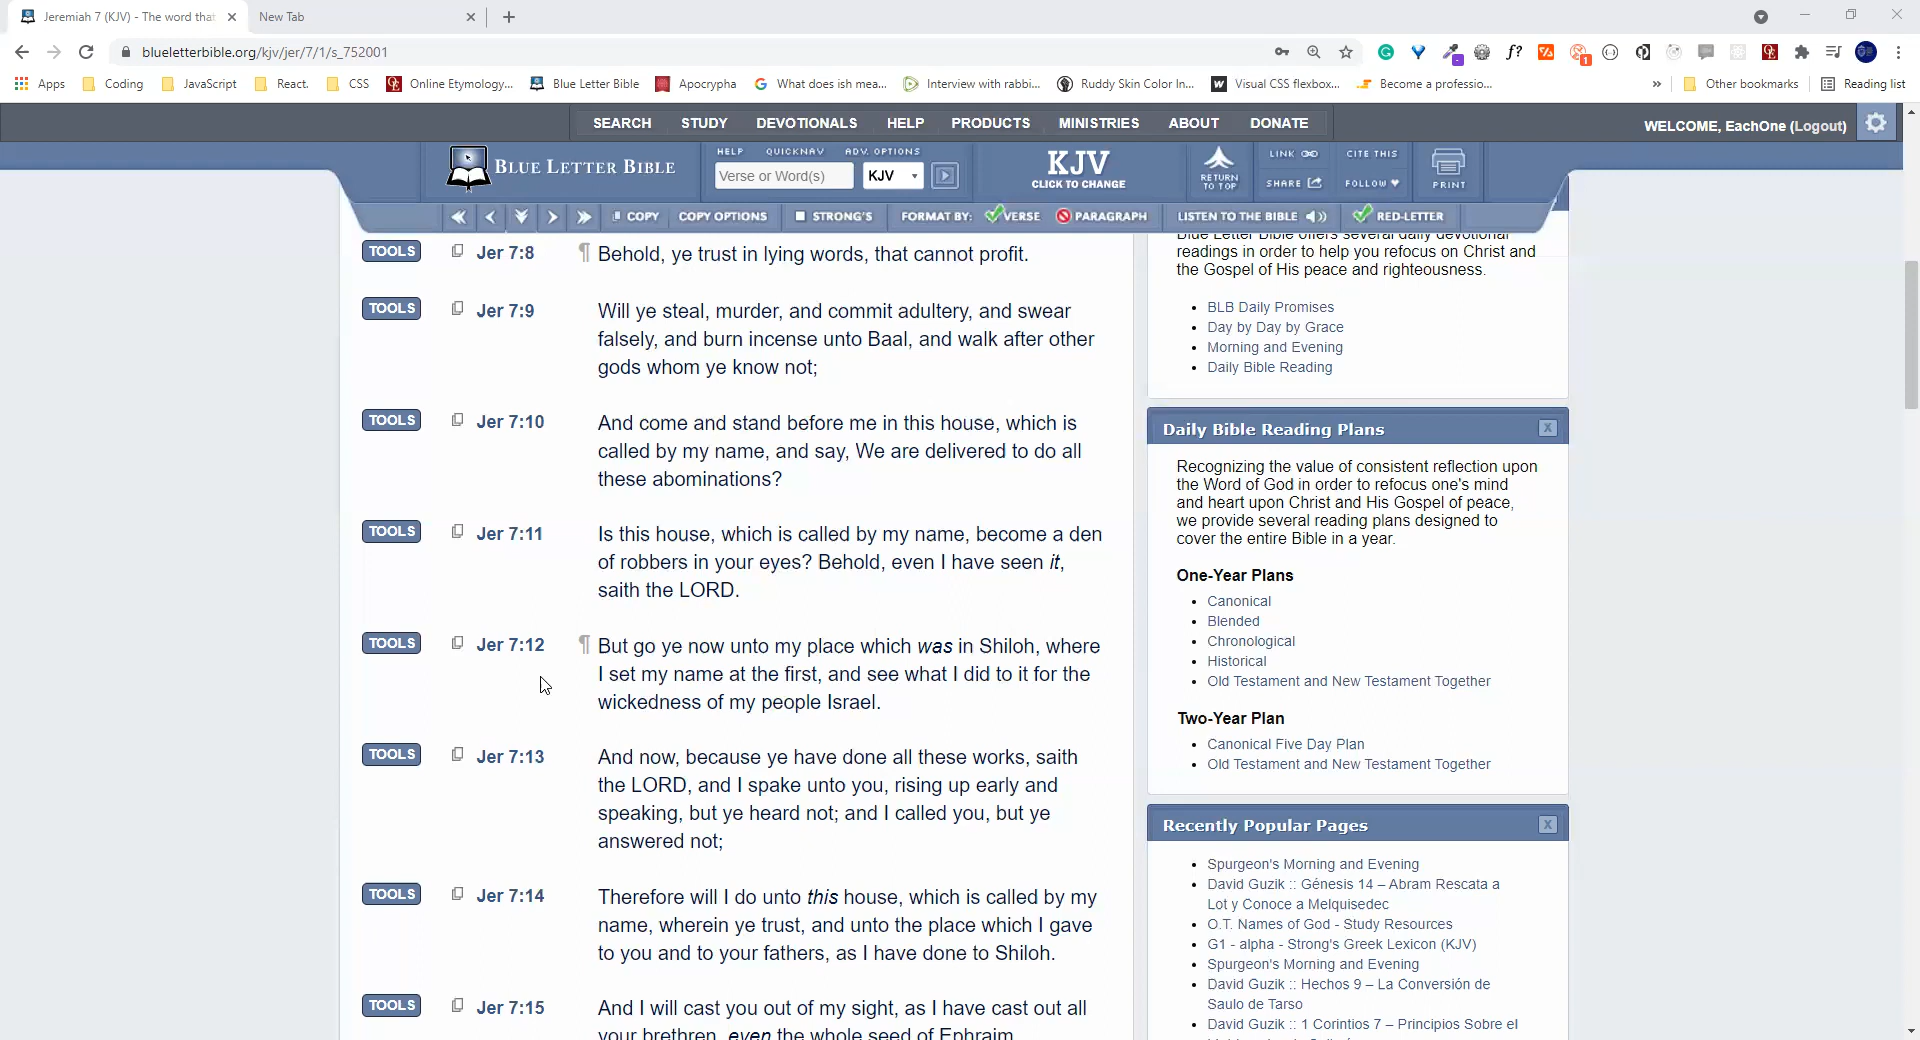 Jeremiah 7 (KJV) - The word that
New Tab
blueletterbible.org/kjv/jer/7/1/s_752001
f?
1
Apps
Coding
JavaScript
React.
CSS
Online Etymology...
Blue Letter Bible
Apocrypha
What does ish mea...
Interview with rabbi...
Ruddy Skin Color In...
Visual CSS flexbox...
Become a professio...
»
Other bookmarks
Reading list
SEARCH
STUDY
DEVOTIONALS
HELP
PRODUCTS
MINISTRIES
ABOUT
DONATE
WELCOME, EachOne (Logout)
BLUE LETTER BIBLE
HELP
QUICKNAV
ADV. OPTIONS
Verse or Word(s)
KJV
KJV
CLICK TO CHANGE
RETURN
TO TOP
LINK
CITE THIS
SHARE
FOLLOW
PRINT
COPY
COPY OPTIONS
STRONG'S
FORMAT BY:
VERSE
PARAGRAPH
LISTEN TO THE BIBLE
RED-LETTER
TOOLS
Jer 7:8
¶ Behold, ye trust in lying words, that cannot profit.
TOOLS
Jer 7:9
Will ye steal, murder, and commit adultery, and swear
falsely, and burn incense unto Baal, and walk after other
gods whom ye know not;
TOOLS
Jer 7:10
And come and stand before me in this house, which is
called by my name, and say, We are delivered to do all
these abominations?
TOOLS
Jer 7:11
Is this house, which is called by my name, become a den
of robbers in your eyes? Behold, even I have seen it,
saith the LORD.
TOOLS
Jer 7:12
¶ But go ye now unto my place which was in Shiloh, where
I set my name at the first, and see what I did to it for the
wickedness of my people Israel.
TOOLS
Jer 7:13
And now, because ye have done all these works, saith
the LORD, and I spake unto you, rising up early and
speaking, but ye heard not; and I called you, but ye
answered not;
TOOLS
Jer 7:14
Therefore will I do unto this house, which is called by my
name, wherein ye trust, and unto the place which I gave
to you and to your fathers, as I have done to Shiloh.
TOOLS
Jer 7:15
And I will cast you out of my sight, as I have cast out all
your brethren, even the whole seed of Ephraim.
Blue Letter Bible offers several daily devotional
readings in order to help you refocus on Christ and
the Gospel of His peace and righteousness.
• BLB Daily Promises
• Day by Day by Grace
• Morning and Evening
• Daily Bible Reading
Daily Bible Reading Plans
X
Recognizing the value of consistent reflection upon
the Word of God in order to refocus one's mind
and heart upon Christ and His Gospel of peace,
we provide several reading plans designed to
cover the entire Bible in a year.
One-Year Plans
• Canonical
• Blended
• Chronological
• Historical
• Old Testament and New Testament Together
Two-Year Plan
• Canonical Five Day Plan
• Old Testament and New Testament Together
Recently Popular Pages
X
• Spurgeon's Morning and Evening
• David Guzik :: Génesis 14 – Abram Rescata a
Lot y Conoce a Melquisedec
• O.T. Names of God - Study Resources
• G1 - alpha - Strong's Greek Lexicon (KJV)
• Spurgeon's Morning and Evening
• David Guzik :: Hechos 9 – La Conversión de
Saulo de Tarso
• David Guzik :: 1 Corintios 7 – Principios Sobre el